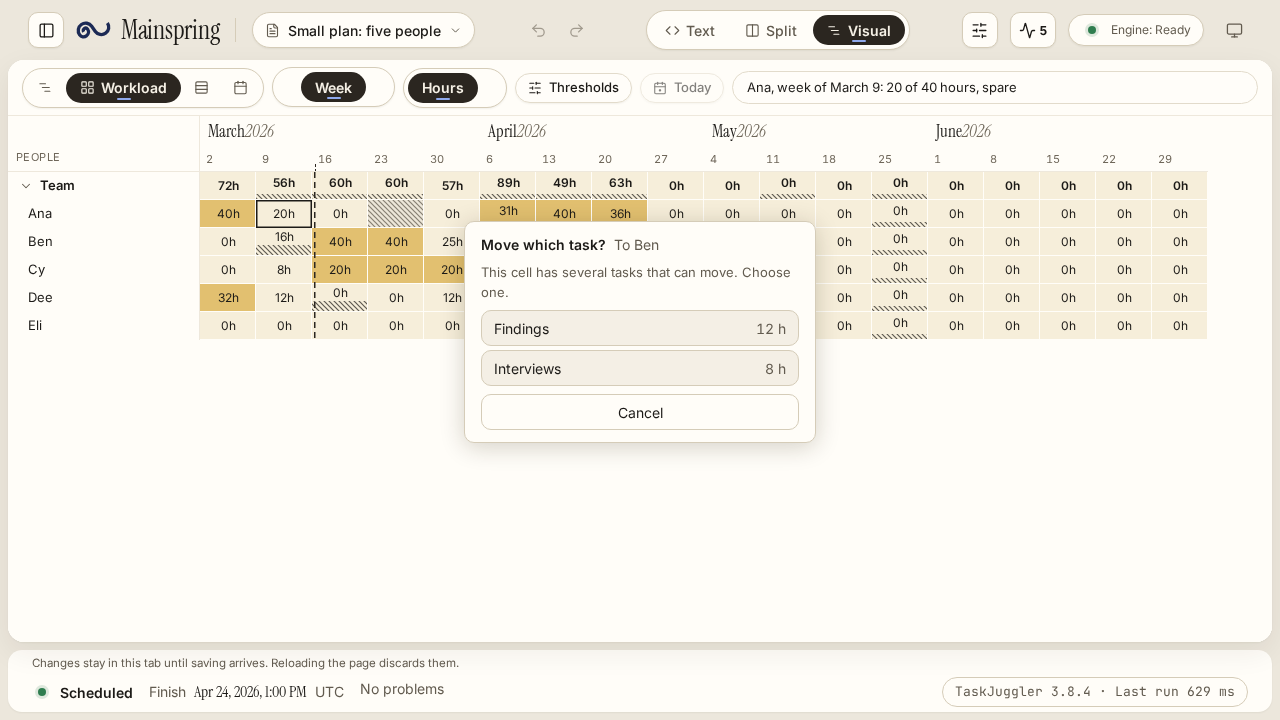 Mainspring
Small plan: five people
Text
Split
Visual
5
Engine: Ready
Workload
Week
Hours
Thresholds
Today
Ana, week of March 9: 20 of 40 hours, spare
March 2026 April 2026 May 2026 June 2026
PEOPLE 2 9 16 23 30 6 13 20 27 4 11 18 25 1 8 15 22 29
Team 72h 56h 60h 60h 57h 89h 49h 63h 0h 0h 0h 0h 0h 0h 0h 0h 0h 0h
Ana 40h 20h 0h 0h 31h 40h 36h 0h 0h 0h 0h 0h 0h 0h 0h 0h 0h
Ben 0h 16h 40h 40h 25h 0h 0h 0h 0h 0h 0h 0h
Cy 0h 8h 20h 20h 20h 0h 0h 0h 0h 0h 0h 0h
Dee 32h 12h 0h 0h 12h 0h 0h 0h 0h 0h 0h 0h
Eli 0h 0h 0h 0h 0h 0h 0h 0h 0h 0h 0h 0h
Move which task? To Ben
This cell has several tasks that can move. Choose
one.
Findings 12 h
Interviews 8 h
Cancel
Changes stay in this tab until saving arrives. Reloading the page discards them.
Scheduled Finish Apr 24, 2026, 1:00 PM UTC No problems
TaskJuggler 3.8.4 · Last run 629 ms